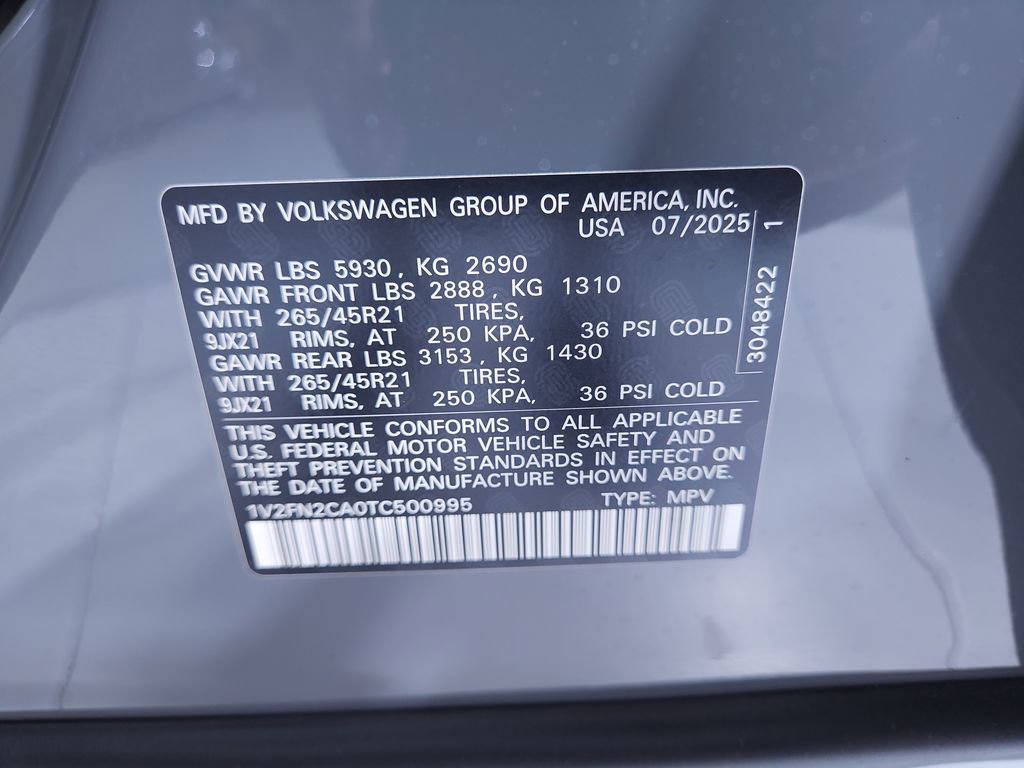 MFD BY VOLKSWAGEN GROUP OF AMERICA, INC.
USA 07/2025
GVWR LBS 5930, KG 2690
GAWR FRONT LBS 2888, KG 1310
WITH 265/45R21 TIRES,
9JX21 RIMS, AT 250 KPA, 36 PSI COLD
GAWR REAR LBS 3153, KG 1430
WITH 265/45R21 TIRES,
9JX21 RIMS, AT 250 KPA, 36 PSI COLD
THIS VEHICLE CONFORMS TO ALL APPLICABLE
U.S. FEDERAL MOTOR VEHICLE SAFETY AND
THEFT PREVENTION STANDARDS IN EFFECT ON
THE DATE OF MANUFACTURE SHOWN ABOVE.
1V2FN2CA0TC500995 TYPE: MPV
3048422 1